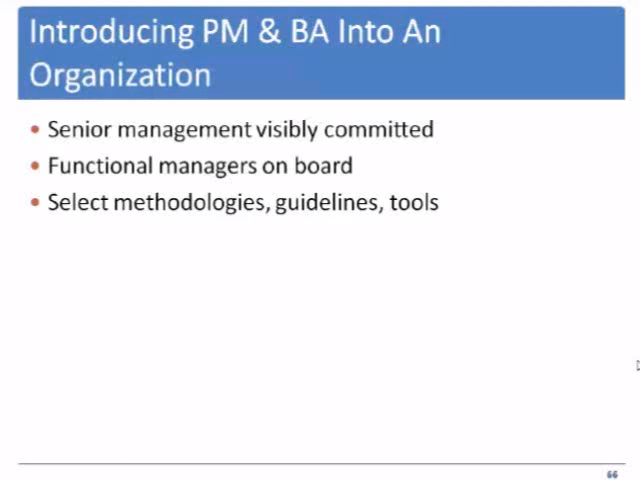 Introducing PM & BA Into An
Organization
• Senior management visibly committed
• Functional managers on board
• Select methodologies, guidelines, tools
66